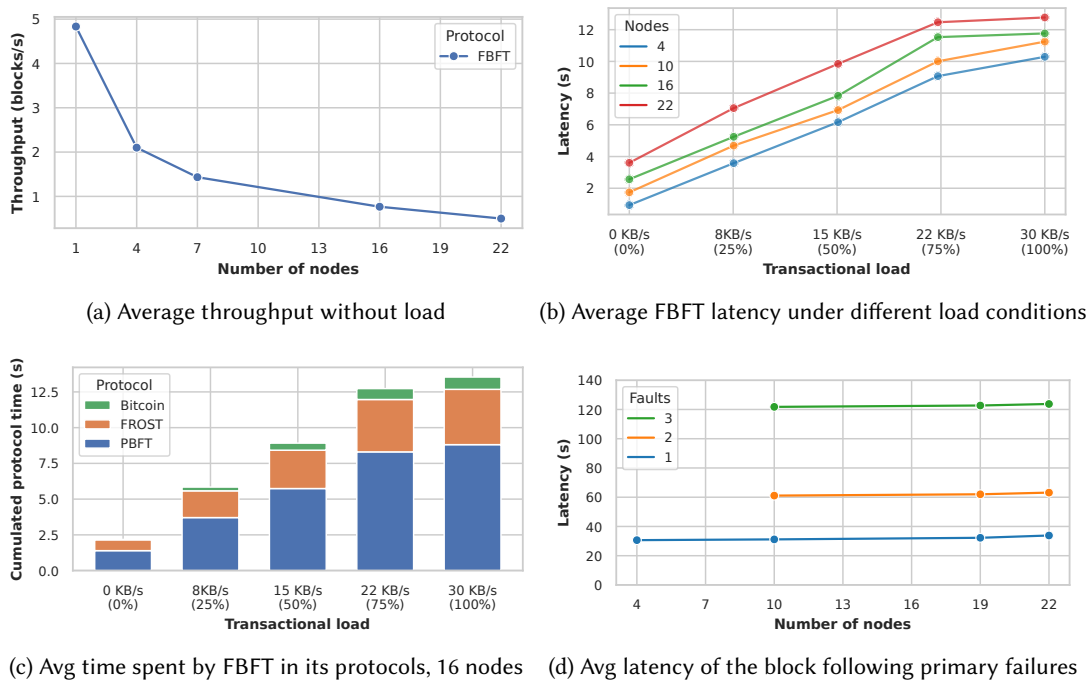 5
4
3
2
1
Throughput (blocks/s)
Protocol
FBFT
1 4 7 10 13 16 19 22
Number of nodes
(a) Average throughput without load
12
10
8
6
4
2
Latency (s)
Nodes
4
10
16
22
0 KB/s 8KB/s 15 KB/s 22 KB/s 30 KB/s
(0%) (25%) (50%) (75%) (100%)
Transactional load
(b) Average FBFT latency under different load conditions
12.5
10.0
7.5
5.0
2.5
0.0
Cumulated protocol time (s)
Protocol
Bitcoin
FROST
PBFT
0 KB/s 8KB/s 15 KB/s 22 KB/s 30 KB/s
(0%) (25%) (50%) (75%) (100%)
Transactional load
(c) Avg time spent by FBFT in its protocols, 16 nodes
140
120
100
80
60
40
20
0
Latency (s)
Faults
3
2
1
4 7 10 13 16 19 22
Number of nodes
(d) Avg latency of the block following primary failures